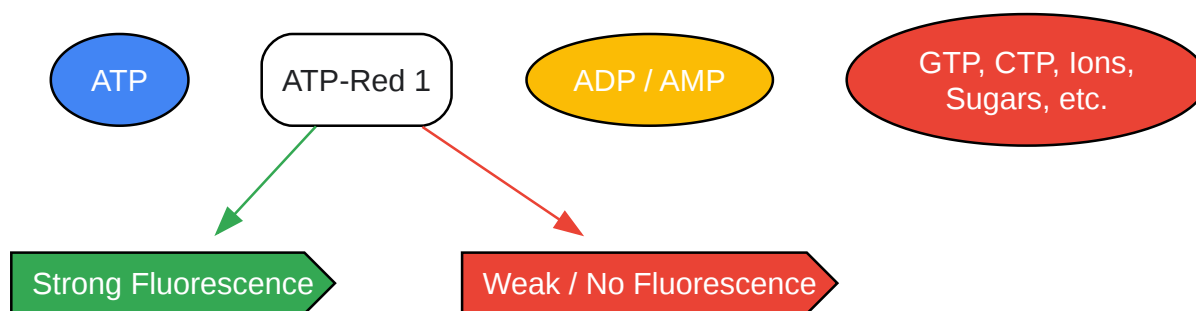 ATP
ATP-Red 1
ADP / AMP
GTP, CTP, Ions,
Sugars, etc.
Strong Fluorescence
Weak / No Fluorescence